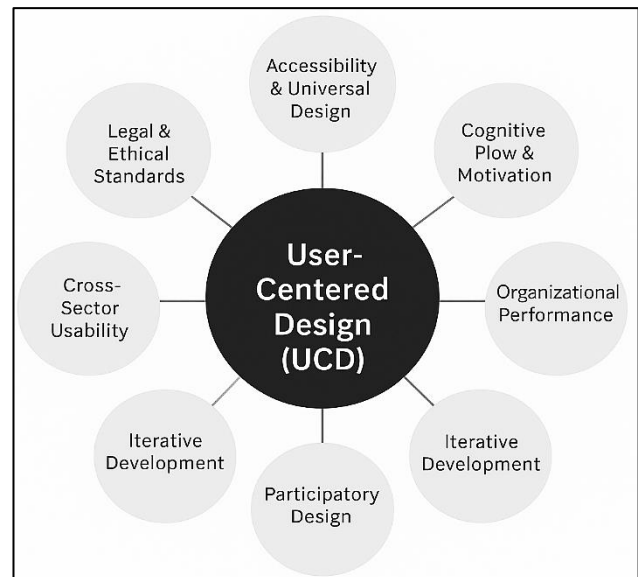 Accessibility
& Universal
Design
Legal &
Ethical
Standards
Cognitive
Plow &
Motivation
User-
Centered
Design
(UCD)
Cross-
Sector
Usability
Organizational
Performance
Iterative
Development
Iterative
Development
Participatory
Design